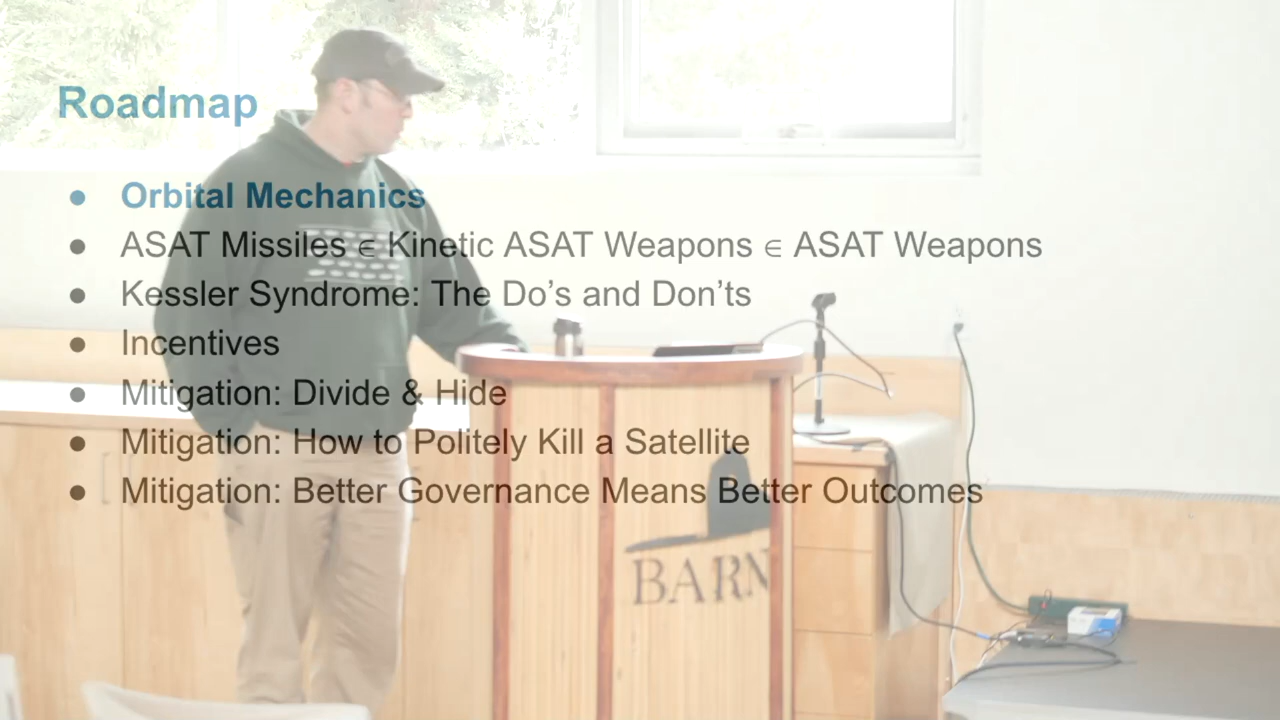 Roadmap
● Orbital Mechanics
● ASAT Missiles ∈ Kinetic ASAT Weapons ∈ ASAT Weapons
● Kessler Syndrome: The Do’s and Don’ts
● Incentives
● Mitigation: Divide & Hide
● Mitigation: How to Politely Kill a Satellite
● Mitigation: Better Governance Means Better Outcomes
BARN